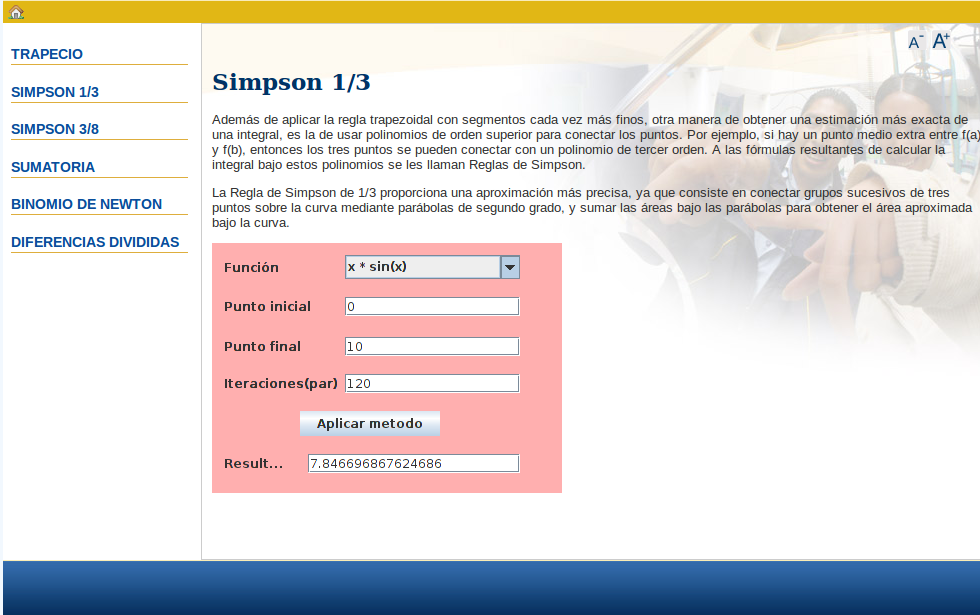 A- A+
TRAPECIO
SIMPSON 1/3
SIMPSON 3/8
SUMATORIA
BINOMIO DE NEWTON
DIFERENCIAS DIVIDIDAS
Simpson 1/3
Además de aplicar la regla trapezoidal con segmentos cada vez más finos, otra manera de obtener una estimación más exacta de
una integral, es la de usar polinomios de orden superior para conectar los puntos. Por ejemplo, si hay un punto medio extra entre f(a)
y f(b), entonces los tres puntos se pueden conectar con un polinomio de tercer orden. A las fórmulas resultantes de calcular la
integral bajo estos polinomios se les llaman Reglas de Simpson.
La Regla de Simpson de 1/3 proporciona una aproximación más precisa, ya que consiste en conectar grupos sucesivos de tres
puntos sobre la curva mediante parábolas de segundo grado, y sumar las áreas bajo las parábolas para obtener el área aproximada
bajo la curva.
Función x * sin(x)
Punto inicial 0
Punto final 10
Iteraciones(par) 120
Aplicar metodo
Result... 7.846696867624686